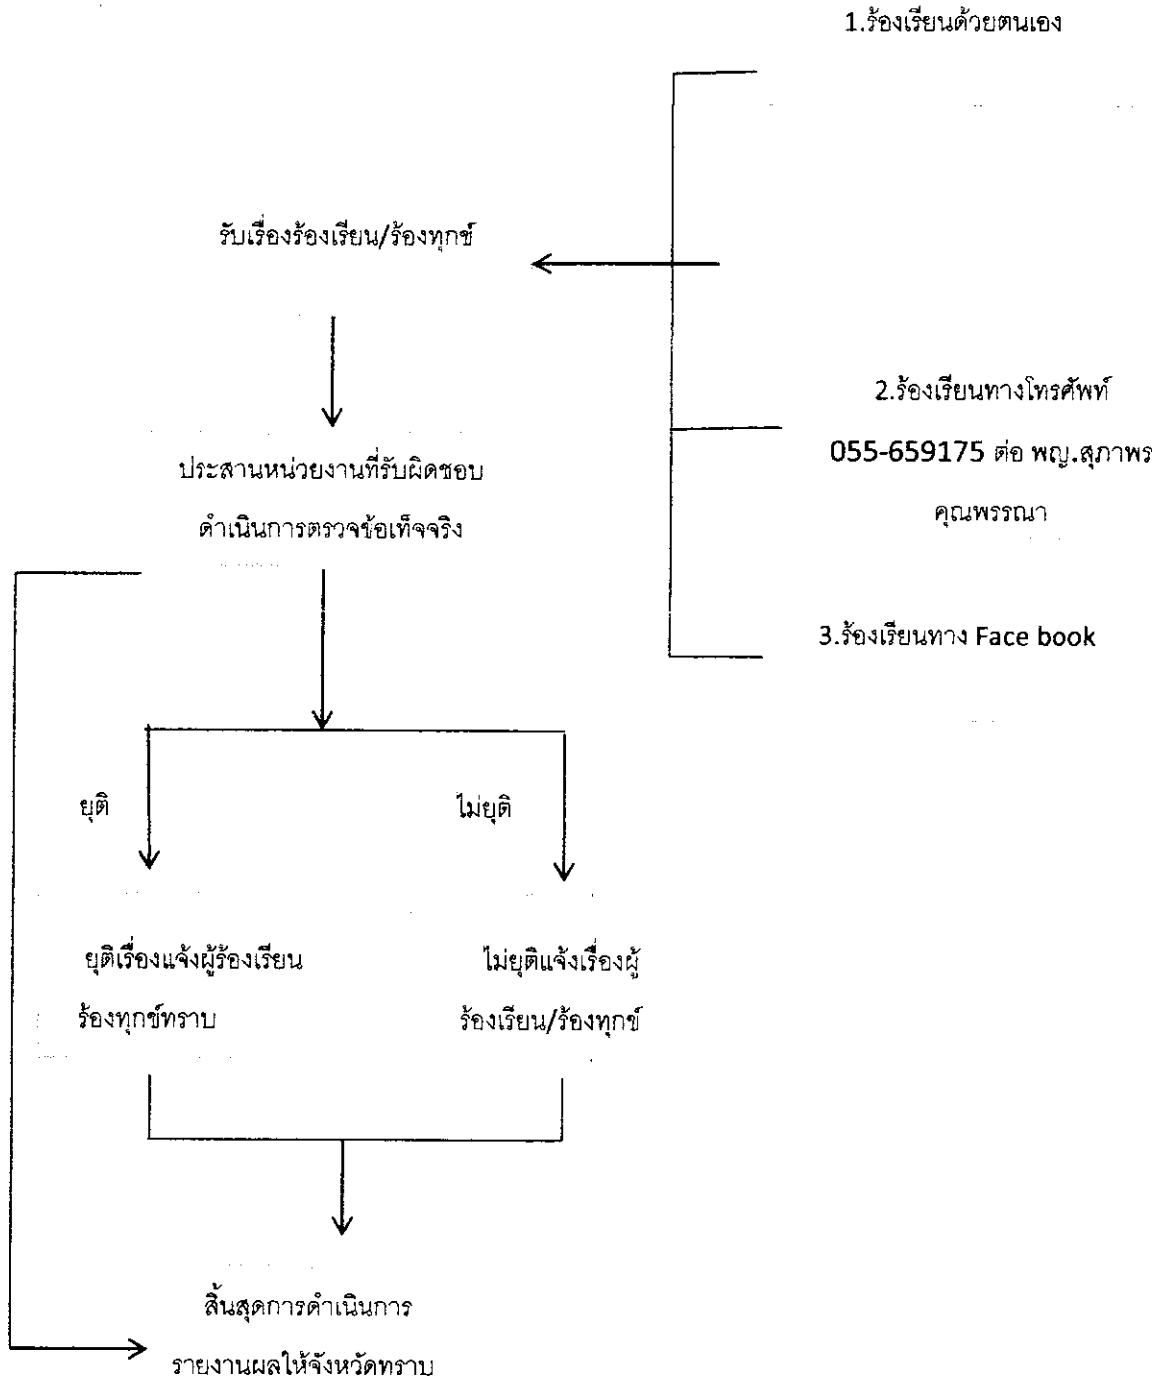 1.ร้องเรียนด้วยตนเอง
รับเรื่องร้องเรียน/ร้องทุกข์
2.ร้องเรียนทางโทรศัพท์
055-659175 ต่อ พญ.สุภาพร
คุณพรรณา
ประสานหน่วยงานที่รับผิดชอบ
ดำเนินการตรวจข้อเท็จจริง
3.ร้องเรียนทาง Face book
ยุติ
ไม่ยุติ
ยุติเรื่องแจ้งผู้ร้องเรียน
ร้องทุกข์ทราบ
ไม่ยุติแจ้งเรื่องผู้
ร้องเรียน/ร้องทุกข์
สิ้นสุดการดำเนินการ
รายงานผลให้จังหวัดทราบ